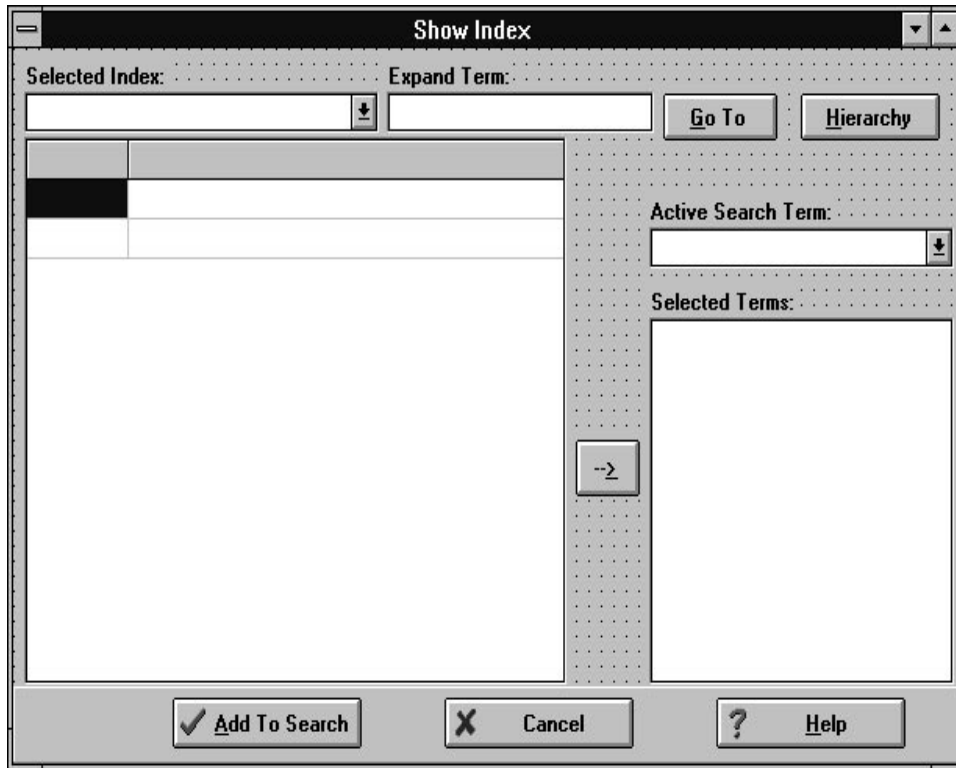 Show Index
Selected Index: Expand Term:
Go To Hierarchy
Active Search Term:
Selected Terms:
-->
Add To Search Cancel ? Help